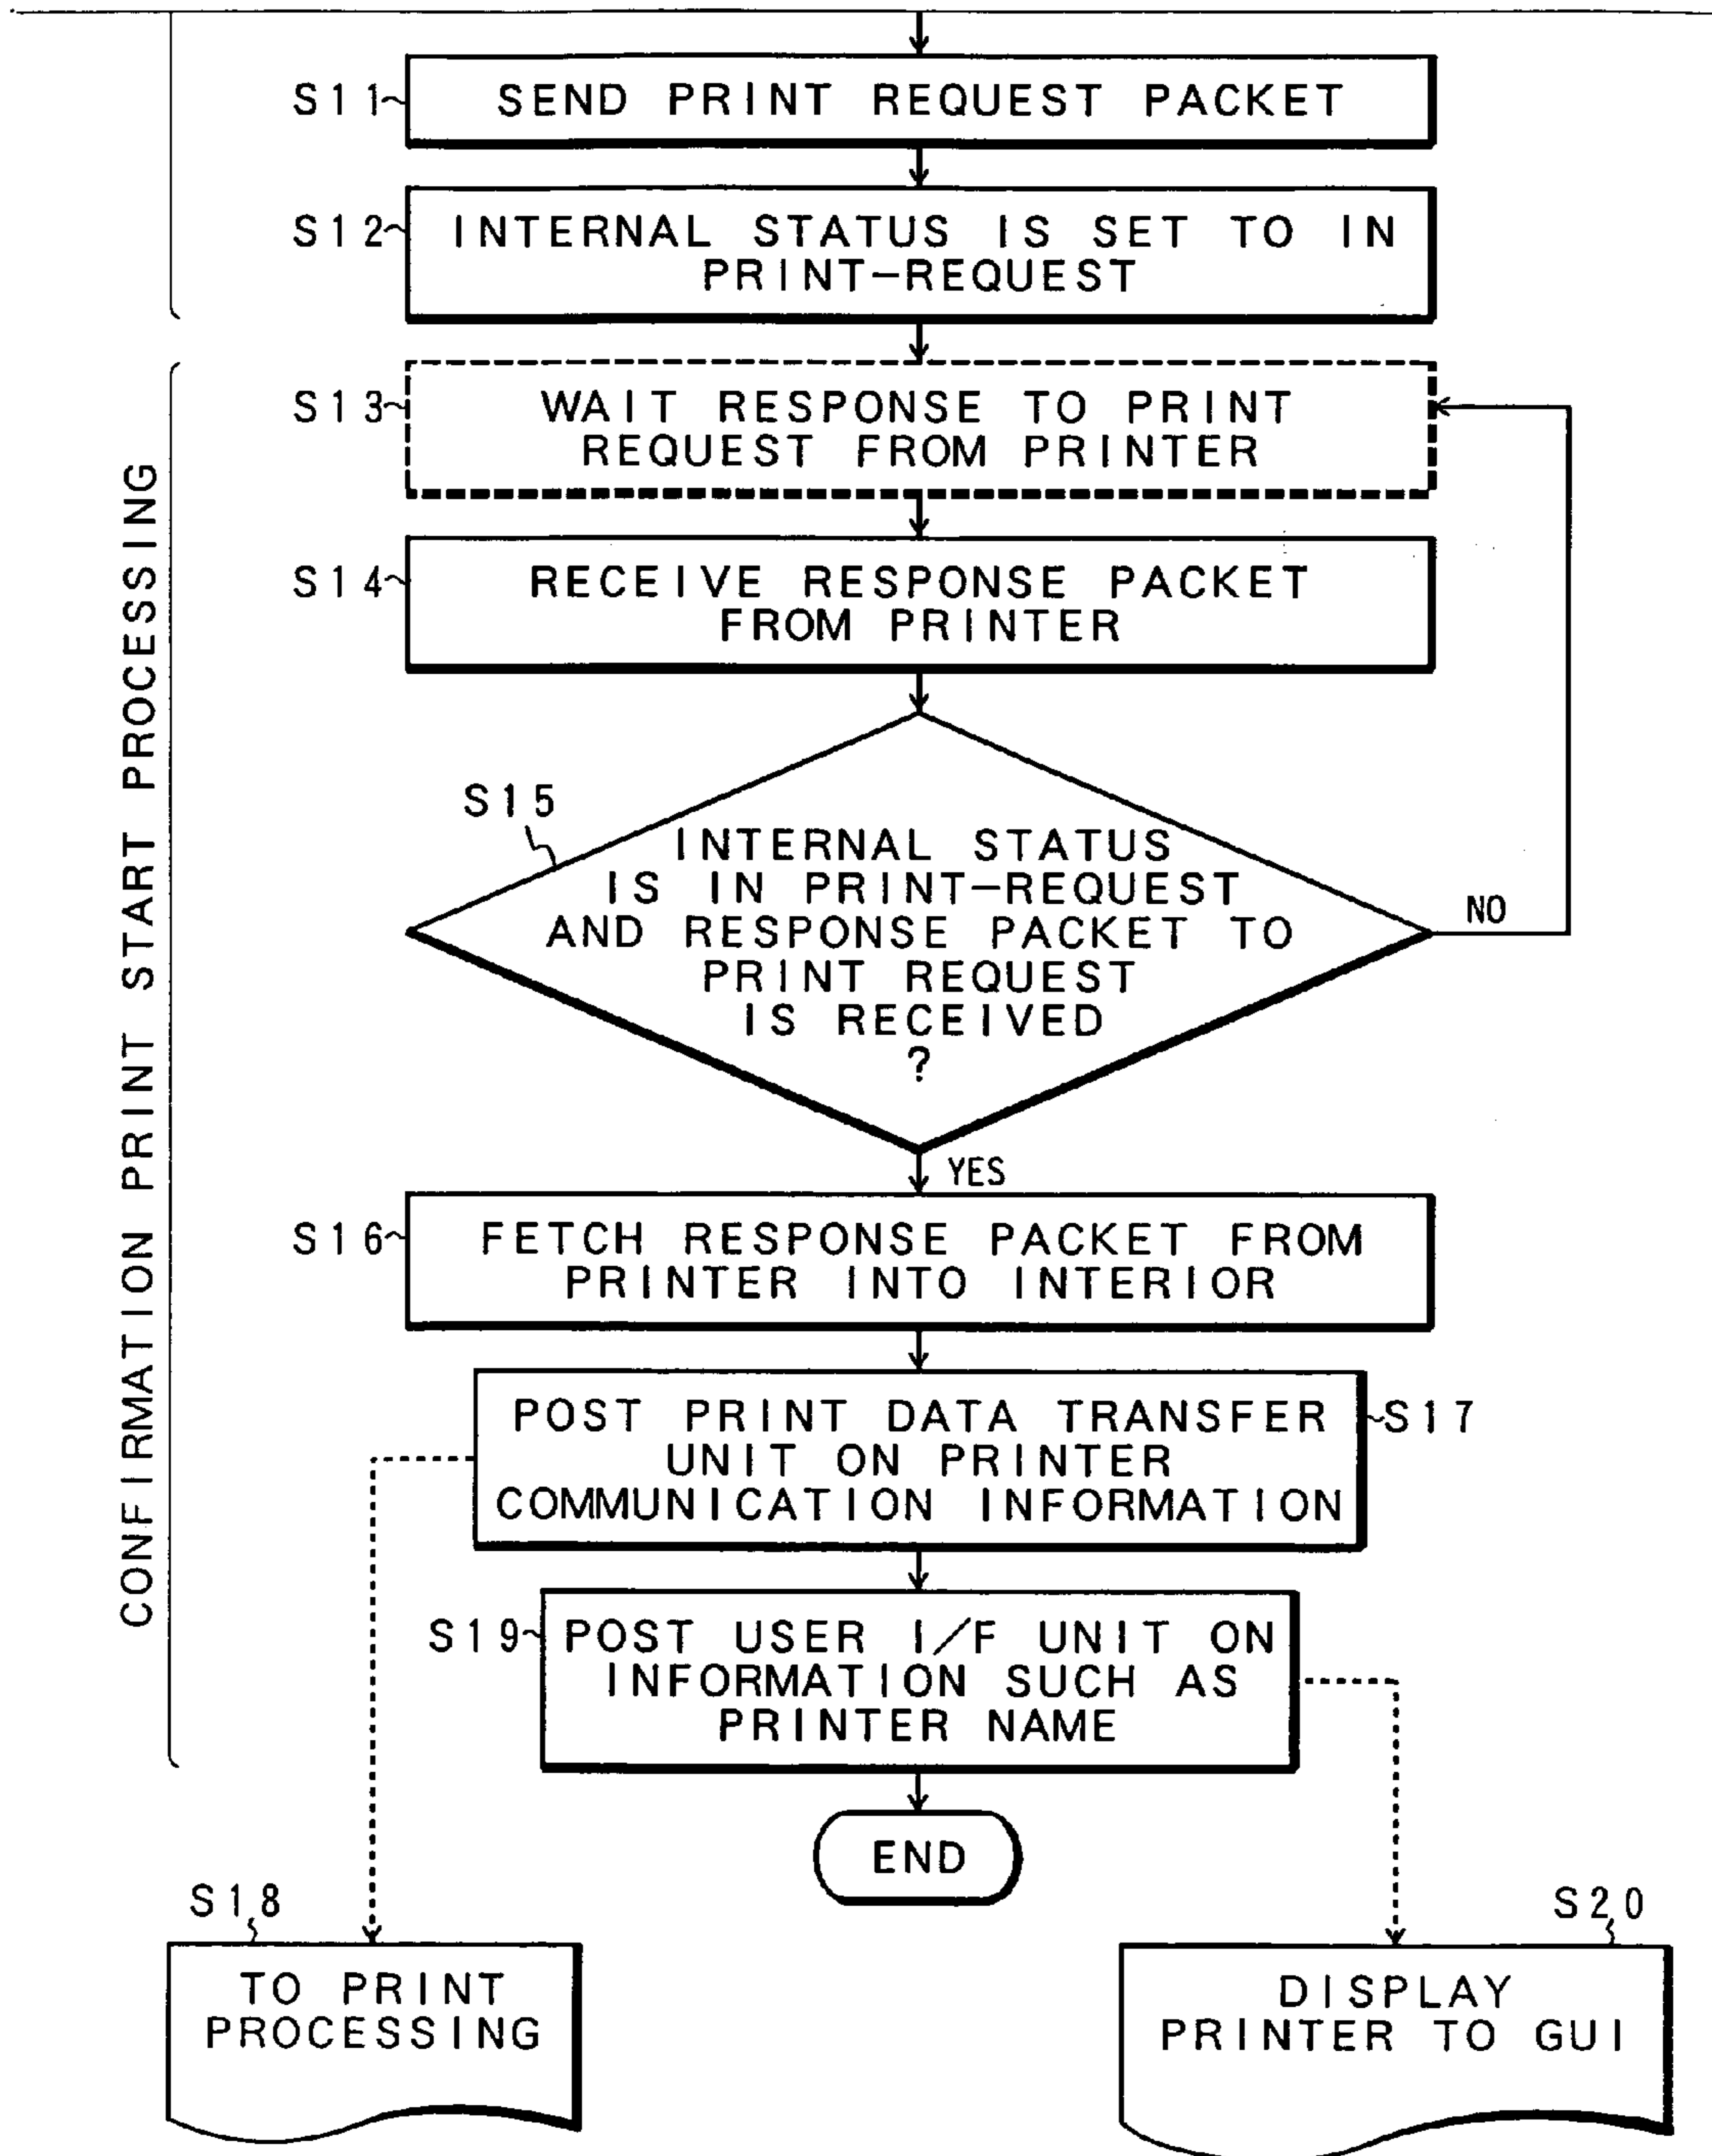 S11
SEND PRINT REQUEST PACKET
S12
INTERNAL STATUS IS SET TO IN
PRINT-REQUEST
CONFIRMATION PRINT START PROCESSING
S13
WAIT RESPONSE TO PRINT
REQUEST FROM PRINTER
S14
RECEIVE RESPONSE PACKET
FROM PRINTER
S15
INTERNAL STATUS
IS IN PRINT-REQUEST
AND RESPONSE PACKET TO
PRINT REQUEST
IS RECEIVED
?
NO
YES
S16
FETCH RESPONSE PACKET FROM
PRINTER INTO INTERIOR
POST PRINT DATA TRANSFER
UNIT ON PRINTER
COMMUNICATION INFORMATION
S17
S19
POST USER I/F UNIT ON
INFORMATION SUCH AS
PRINTER NAME
END
S18
TO PRINT
PROCESSING
S20
DISPLAY
PRINTER TO GUI